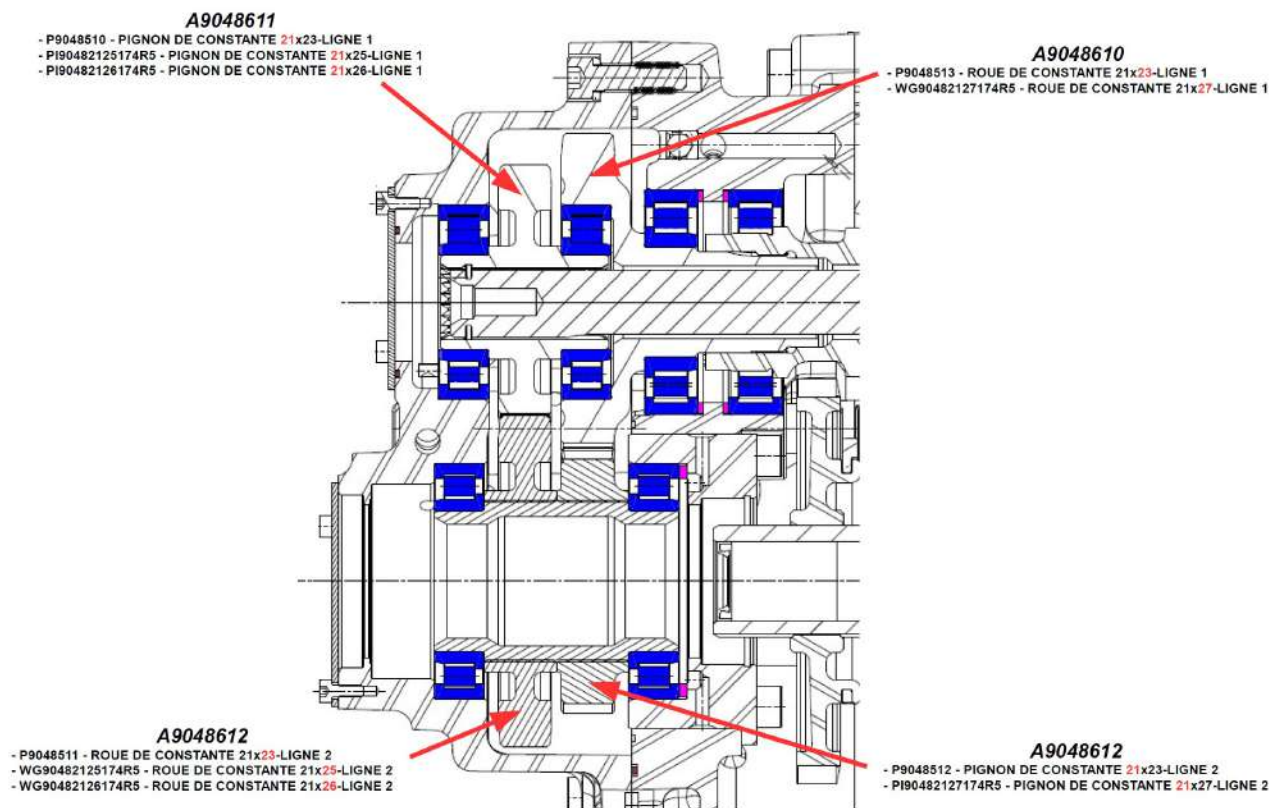 A9048611
- P9048510 - PIGNON DE CONSTANTE 21x23-LIGNE 1
- PI90482125174R5 - PIGNON DE CONSTANTE 21x25-LIGNE 1
- PI90482126174R5 - PIGNON DE CONSTANTE 21x26-LIGNE 1
A9048610
- P9048513 - ROUE DE CONSTANTE 21x23-LIGNE 1
- WG90482127174R5 - ROUE DE CONSTANTE 21x27-LIGNE 1
A9048612
- P9048511 - ROUE DE CONSTANTE 21x23-LIGNE 2
- WG90482125174R5 - ROUE DE CONSTANTE 21x25-LIGNE 2
- WG90482126174R5 - ROUE DE CONSTANTE 21x26-LIGNE 2
A9048612
- P9048512 - PIGNON DE CONSTANTE 21x23-LIGNE 2
- PI90482127174R5 - PIGNON DE CONSTANTE 21x27-LIGNE 2